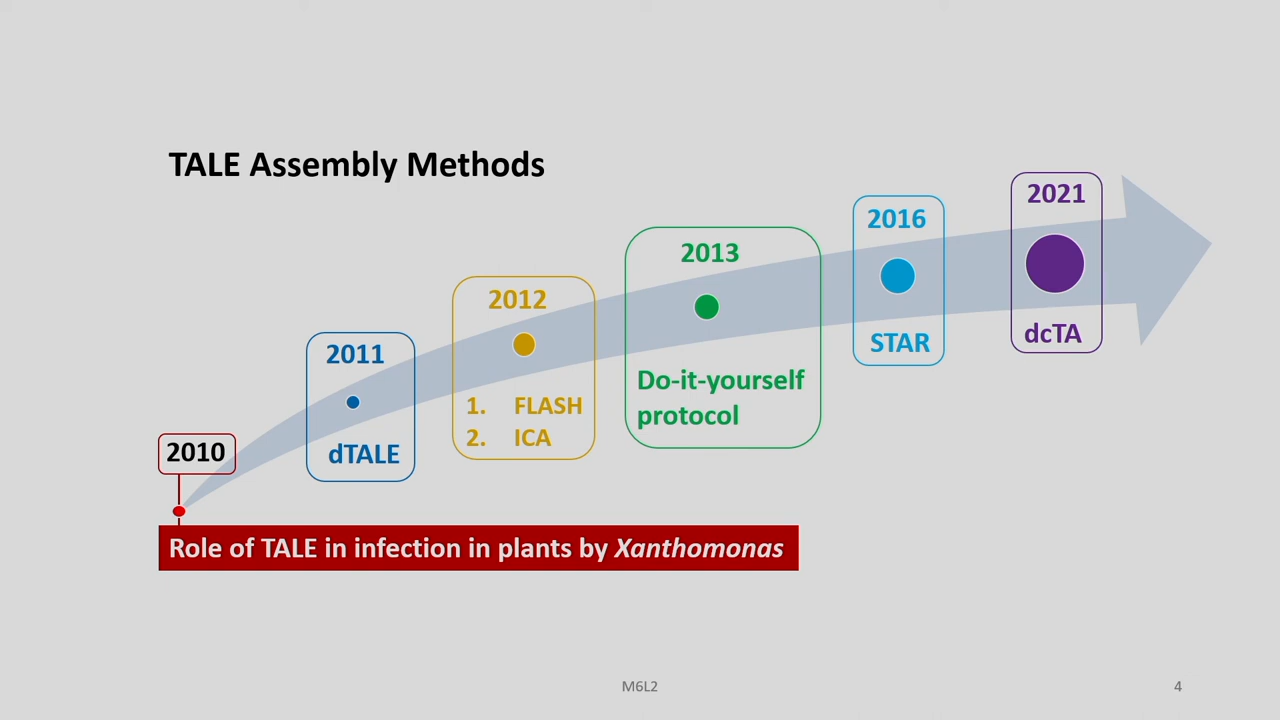 TALE Assembly Methods
2010
Role of TALE in infection in plants by Xanthomonas
2011
dTALE
2012
1. FLASH
2. ICA
2013
Do-it-yourself
protocol
2016
STAR
2021
dcTA
M6L2
4